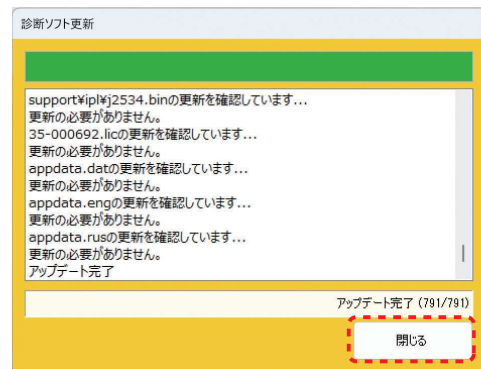 診断ソフト更新
support¥ipl¥j2534.binの更新を確認しています...
更新の必要がありません。
35-000692.licの更新を確認しています...
更新の必要がありません。
appdata.datの更新を確認しています...
更新の必要がありません。
appdata.engの更新を確認しています...
更新の必要がありません。
appdata.rusの更新を確認しています...
更新の必要がありません。
アップデート完了
アップデート完了 (791/791)
閉じる